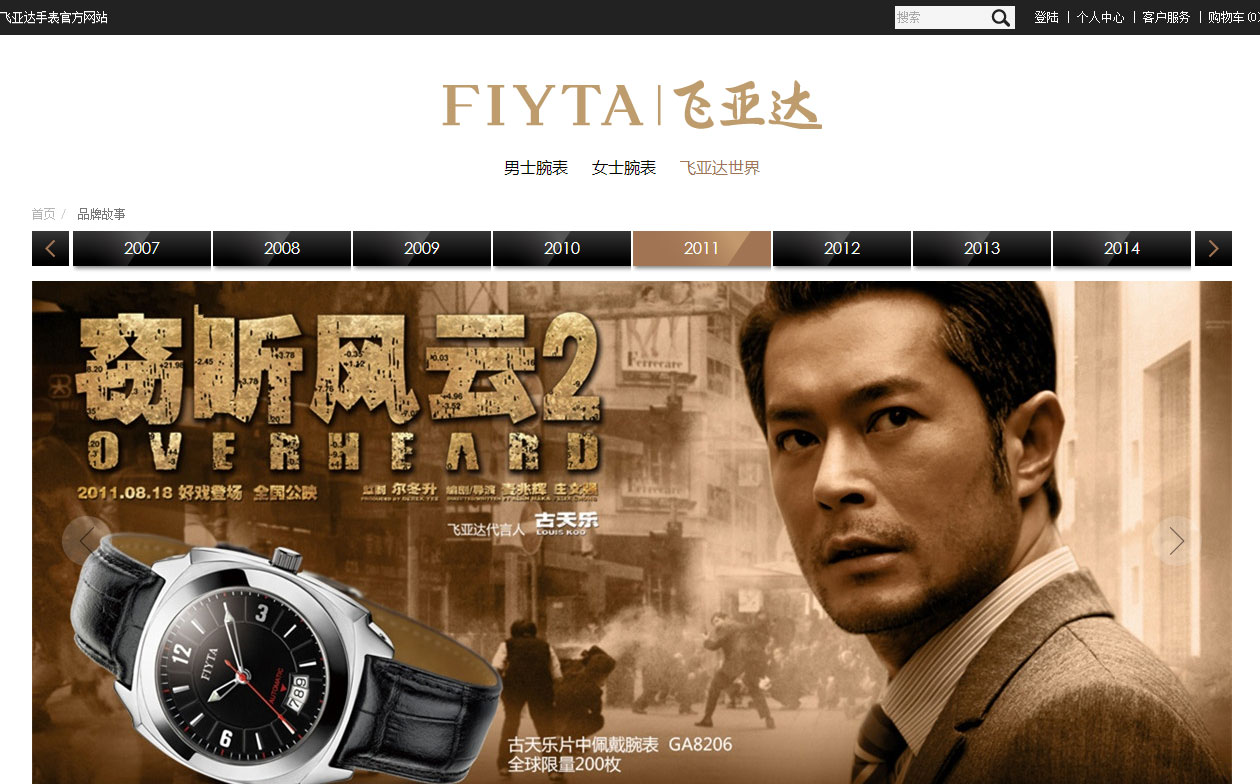 飞亚达手表官方网站
搜索
登陆 | 个人中心 | 客户服务 | 购物车 (0)
FIYTA | 飞亚达
男士腕表 女士腕表 飞亚达世界
首页 / 品牌故事
2007 2008 2009 2010 2011 2012 2013 2014
窃听风云2
OVERHEARD
2011.08.18 好戏登场 全国公映
监制 尔冬升 编剧/导演 麦兆辉 庄文强
飞亚达代言人 古天乐
LOUIS KOO
12 3 6
FIYTA
AUTOMATIC
789
古天乐片中佩戴腕表 GA8206
全球限量200枚